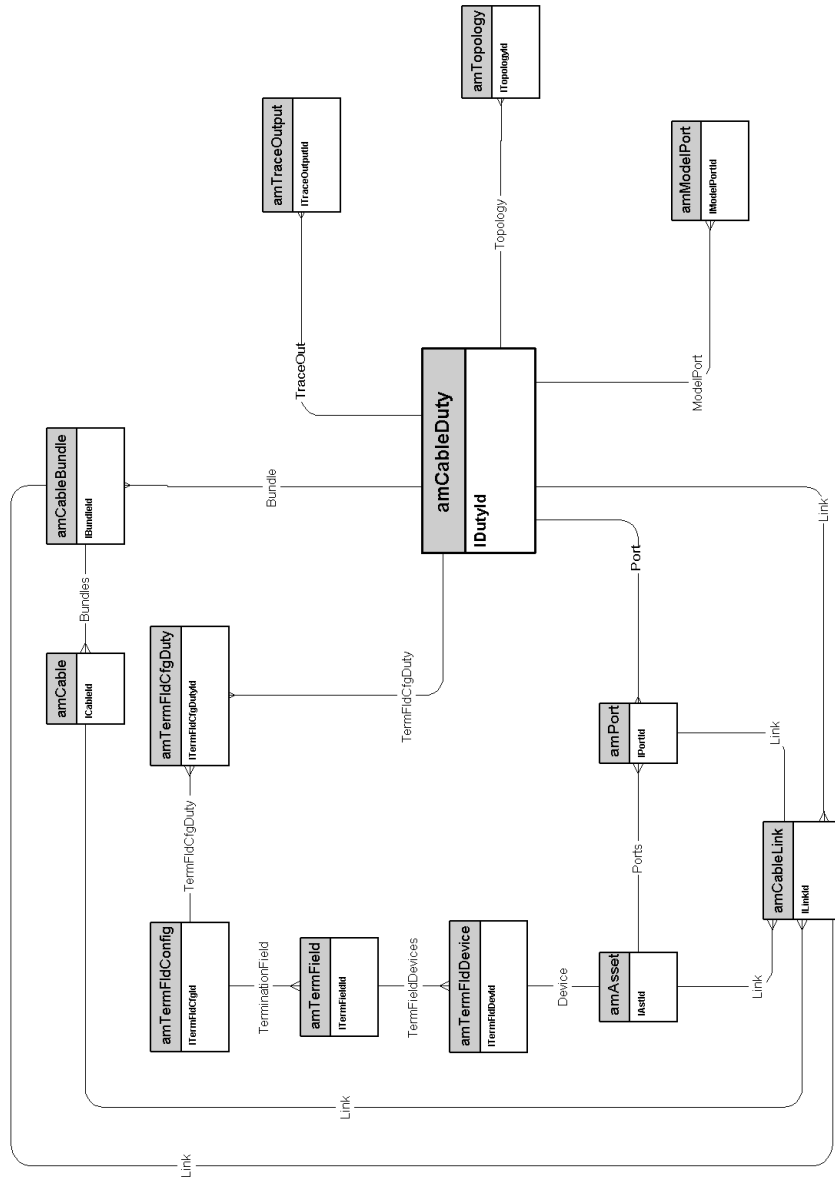 amTraceOutput
lTraceOutputId
amTopology
lTopologyId
amModelPort
lModelPortId
TraceOut
Topology
ModelPort
amCableBundle
lBundleId
Bundle
amCableDuty
lDutyId
Link
Bundles
amCable
lCableId
amTermFldCfgDuty
lTermFldCfgDutyId
TermFldCfgDuty
Port
amPort
lPortId
Link
TermFldCfgDuty
Ports
amCableLink
lLinkId
amTermFldConfig
lTermFldCfgId
TerminationField
amTermField
lTermFieldId
TermFieldDevices
amTermFldDevice
lTermFldDevId
Device
amAsset
lAstId
Link
Link
Link